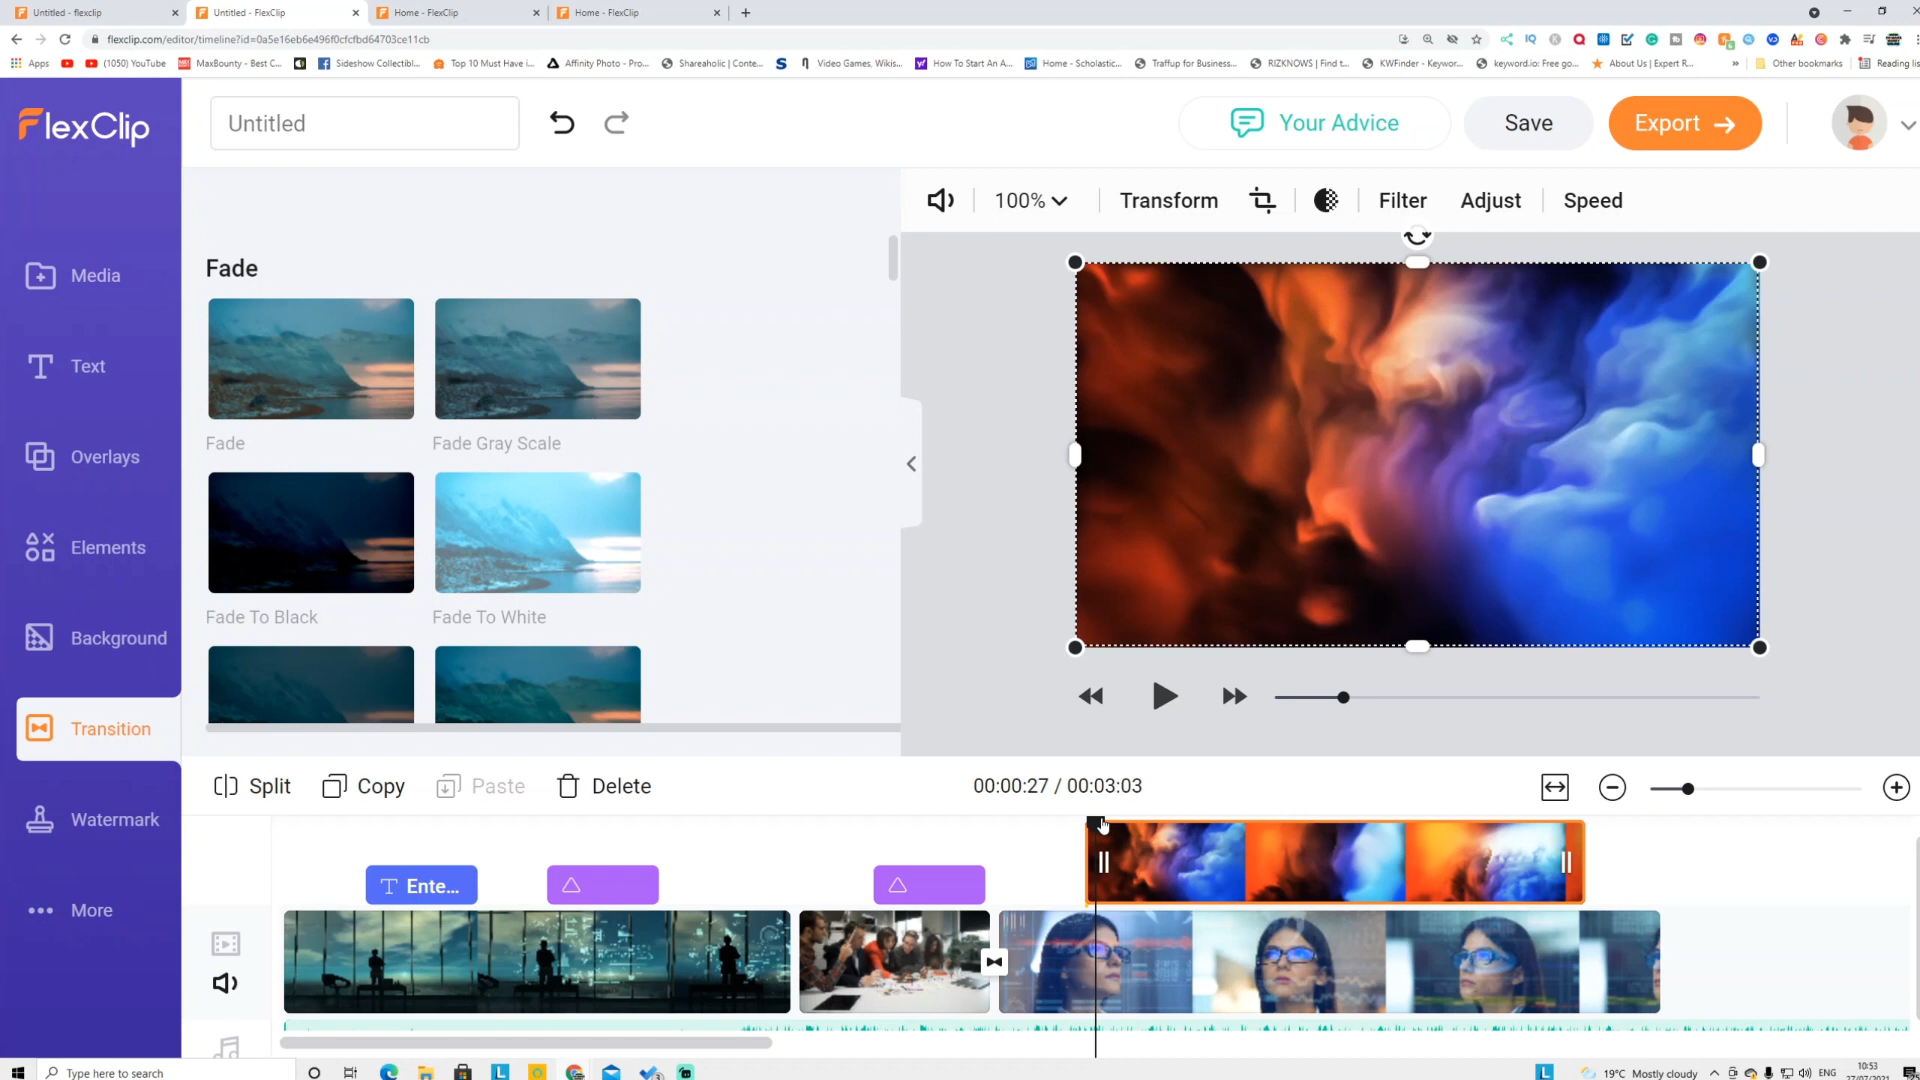 Untitled - flexclip
Untitled - FlexClip
Home - FlexClip
Home - FlexClip
flexclip.com/editor/timeline?id=0a5e16eb6e496f0cfcfbd64703ce11cb
Apps
(1050) YouTube
MaxBounty - Best C...
Sideshow Collectibl...
Top 10 Must Have i...
Affinity Photo - Pro...
Shareaholic | Conte...
Video Games, Wikis...
How To Start An A...
Home - Scholastic...
Traffup for Business...
RIZKNOWS | Find t...
KWFinder - Keywor...
keyword.io: Free go...
About Us | Expert R...
Other bookmarks
Reading lis
FlexClip
Untitled
Your Advice
Save
Export
100%
Transform
Filter
Adjust
Speed
Media
Text
Overlays
Elements
Background
Transition
Watermark
More
Fade
Fade
Fade Gray Scale
Fade To Black
Fade To White
Split
Copy
Paste
Delete
00:00:27 / 00:03:03
Ente...
Type here to search
19°C Mostly cloudy
ENG
10:53
27/07/2021